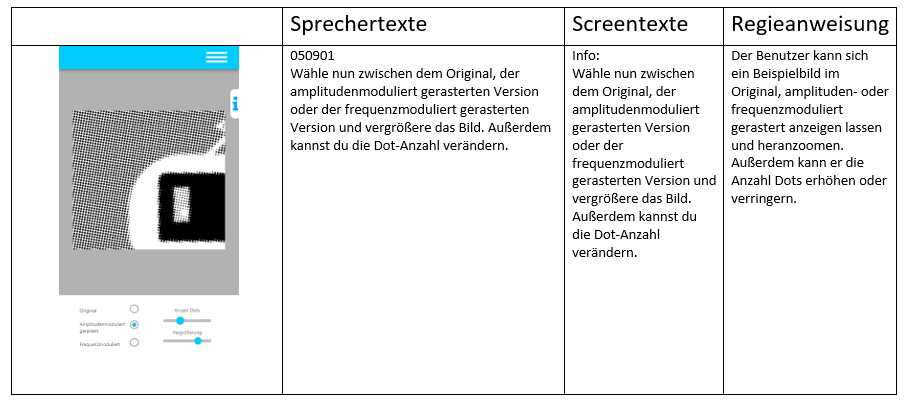 Sprechertexte
Screentexte
Regieanweisung
050901
Wähle nun zwischen dem Original, der
amplitudenmoduliert gerasterten Version
oder der frequenzmoduliert gerasterten
Version und vergrößere das Bild. Außerdem
kannst du die Dot-Anzahl verändern.
Info:
Wähle nun zwischen
dem Original, der
amplitudenmoduliert
gerasterten Version
oder der
frequenzmoduliert
gerasterten Version und
vergrößere das Bild.
Außerdem kannst du
die Dot-Anzahl
verändern.
Der Benutzer kann sich
ein Beispielbild im
Original, amplituden- oder
frequenzmoduliert
gerastert anzeigen lassen
und heranzoomen.
Außerdem kann er die
Anzahl Dots erhöhen oder
verringern.
i
Original
Amplitudenmoduliert
gerastert
Frequenzmoduliert
Anzahl Dots
Vergrößerung